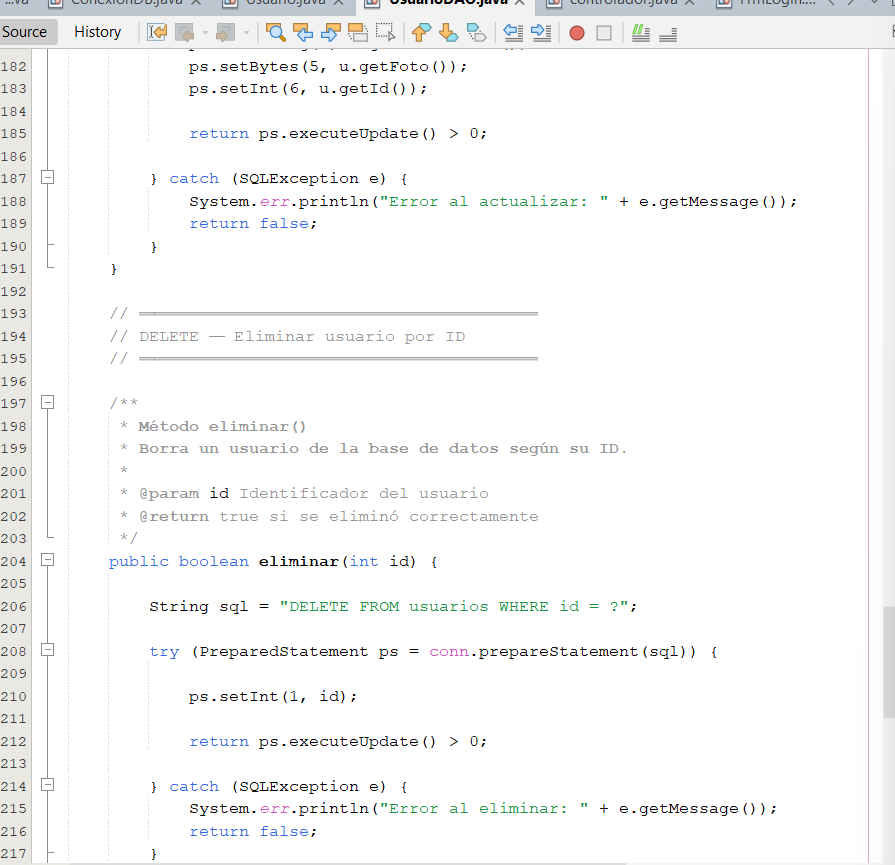 ConexionDB.java
Usuario.java
UsuarioDAO.java
controlador.java
Source History
182 ps.setBytes(5, u.getFoto());
183 ps.setInt(6, u.getId());
184
185 return ps.executeUpdate() > 0;
186
187 } catch (SQLException e) {
188 System.err.println("Error al actualizar: " + e.getMessage());
189 return false;
190 }
191 }
192
193 // ════════════════════════════════════════
194 // DELETE — Eliminar usuario por ID
195 // ════════════════════════════════════════
196
197 /**
198 * Método eliminar()
199 * Borra un usuario de la base de datos según su ID.
200 *
201 * @param id Identificador del usuario
202 * @return true si se eliminó correctamente
203 */
204 public boolean eliminar(int id) {
205
206 String sql = "DELETE FROM usuarios WHERE id = ?";
207
208 try (PreparedStatement ps = conn.prepareStatement(sql)) {
209
210 ps.setInt(1, id);
211
212 return ps.executeUpdate() > 0;
213
214 } catch (SQLException e) {
215 System.err.println("Error al eliminar: " + e.getMessage());
216 return false;
217 }